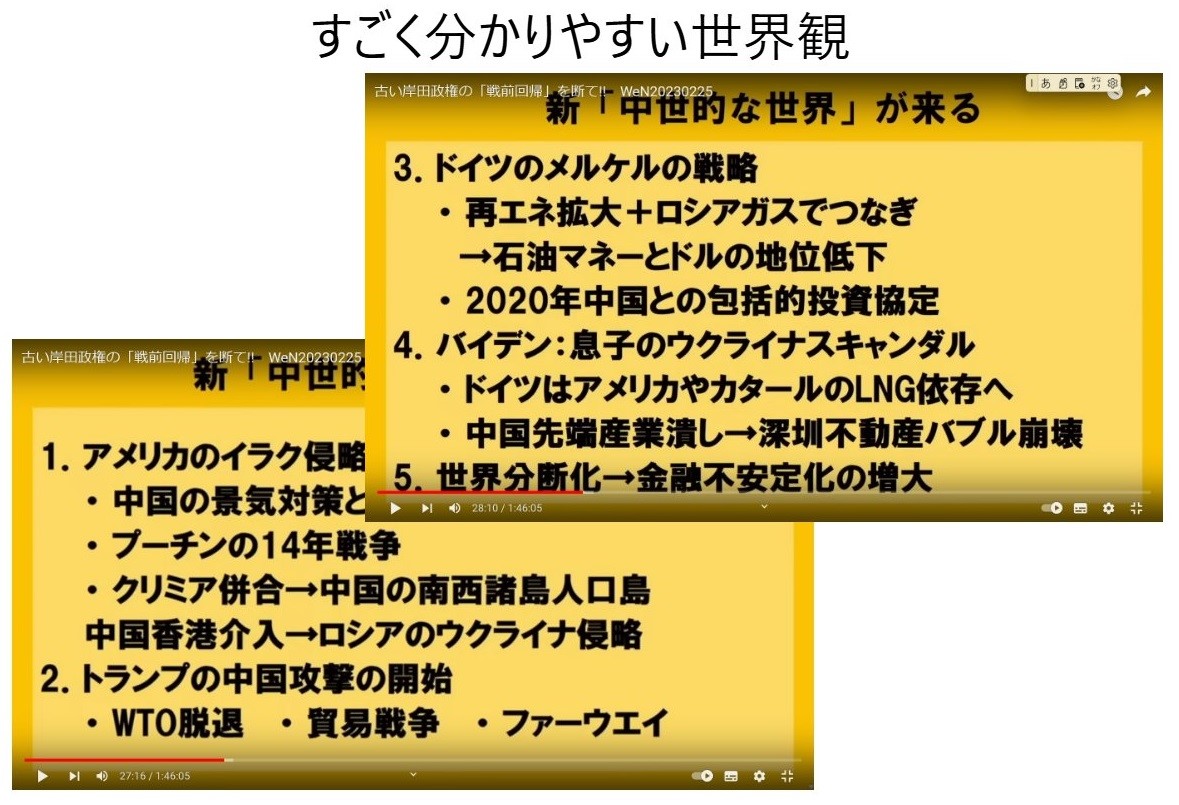 すごく分かりやすい世界観
古い岸田政権の「戦前回帰」を断て!! WeN20230225
新「中世的な世界」が来る
3. ドイツのメルケルの戦略
・ 再エネ拡大＋ロシアガスでつなぎ
→石油マネーとドルの地位低下
・ 2020年中国との包括的投資協定
4. バイデン：息子のウクライナスキャンダル
・ドイツはアメリカやカタールのLNG依存へ
・ 中国先端産業潰し→深圳不動産バブル崩壊
5. 世界分断化→金融不安定化の増大
28:10 / 1:46:05
古い岸田政権の「戦前回帰」を断て!! WeN20230225
新「中世的
1. アメリカのイラク侵略
・ 中国の景気対策と
・ プーチンの14年戦争
・ クリミア併合→中国の南西諸島人口島
中国香港介入→ロシアのウクライナ侵略
2. トランプの中国攻撃の開始
・ WTO脱退 ・ 貿易戦争 ・ ファーウエイ
27:16 / 1:46:05